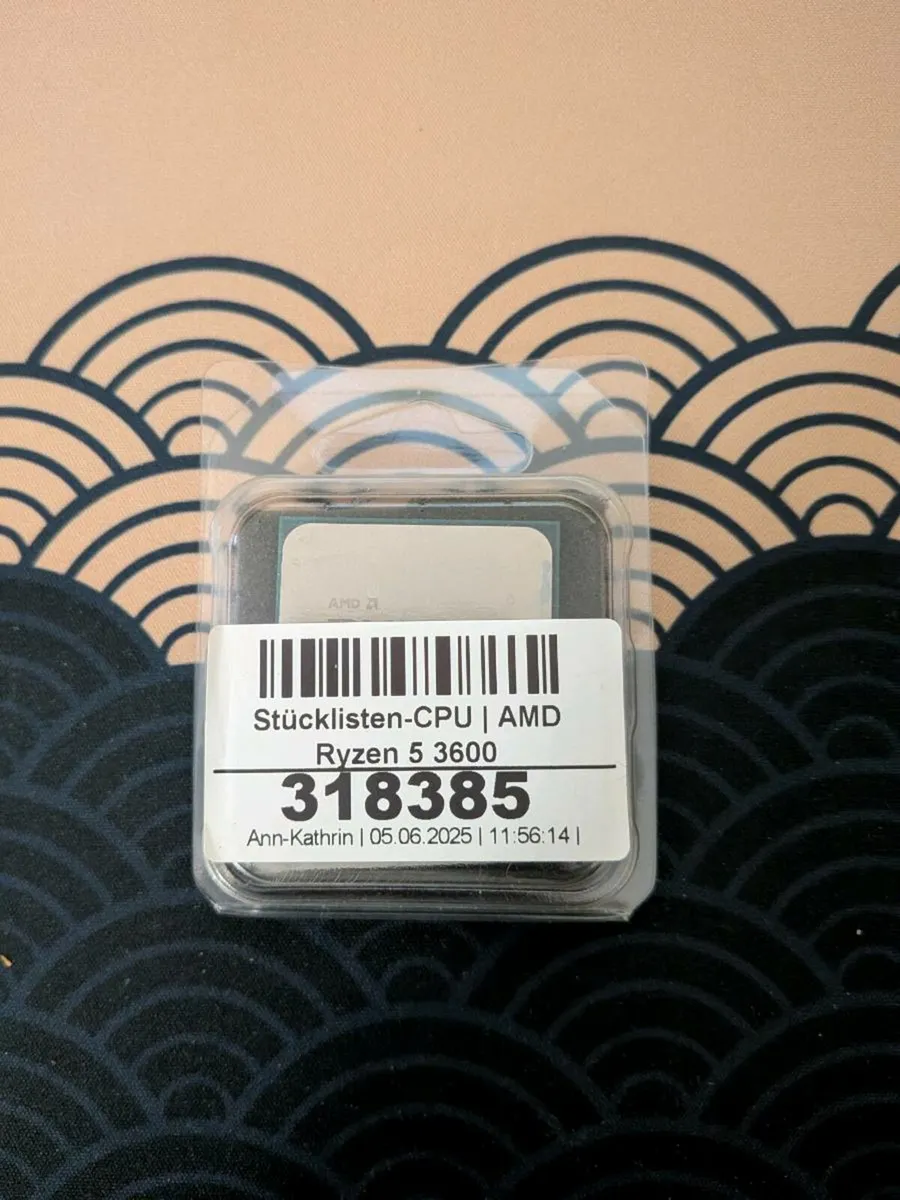 AMD
Stücklisten-CPU | AMD
Ryzen 5 3600
318385
Ann-Kathrin | 05.06.2025 | 11:56:14 |